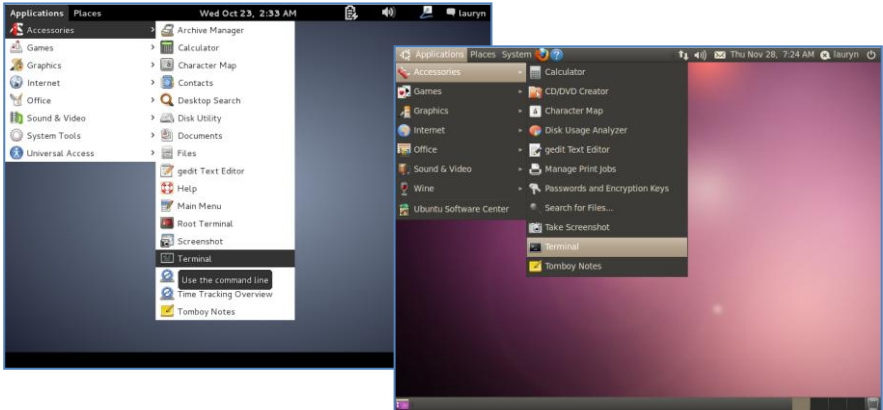 Applications Places Wed Oct 23, 2:33 AM lauryn
Accessories
Games
Graphics
Internet
Office
Sound & Video
System Tools
Universal Access
Archive Manager
Calculator
Character Map
Contacts
Desktop Search
Disk Utility
Documents
Files
gedit Text Editor
Help
Main Menu
Root Terminal
Screenshot
Terminal
Use the command line
Time Tracking Overview
Tomboy Notes
Applications Places System Thu Nov 28, 7:24 AM lauryn
Accessories
Games
Graphics
Internet
Office
Sound & Video
Wine
Ubuntu Software Center
Calculator
CD/DVD Creator
Character Map
Disk Usage Analyzer
gedit Text Editor
Manage Print Jobs
Passwords and Encryption Keys
Search for Files...
Take Screenshot
Terminal
Tomboy Notes